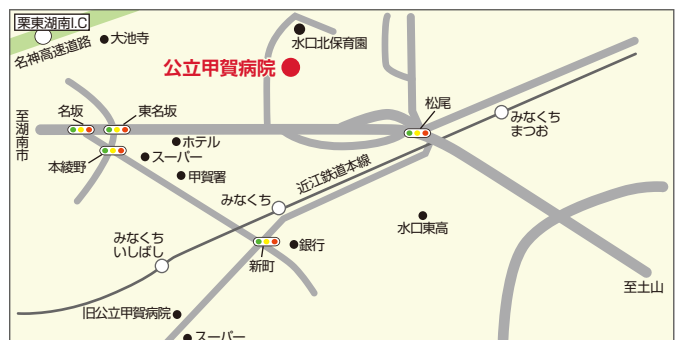 栗東湖南I.C
名神高速道路
大池寺
水口北保育園
公立甲賀病院
至湖南市
名坂
東名坂
松尾
みなくち
まつお
ホテル
スーパー
本綾野
甲賀署
近江鉄道本線
みなくち
水口東高
みなくち
いしばし
銀行
新町
至土山
旧公立甲賀病院
スーパー